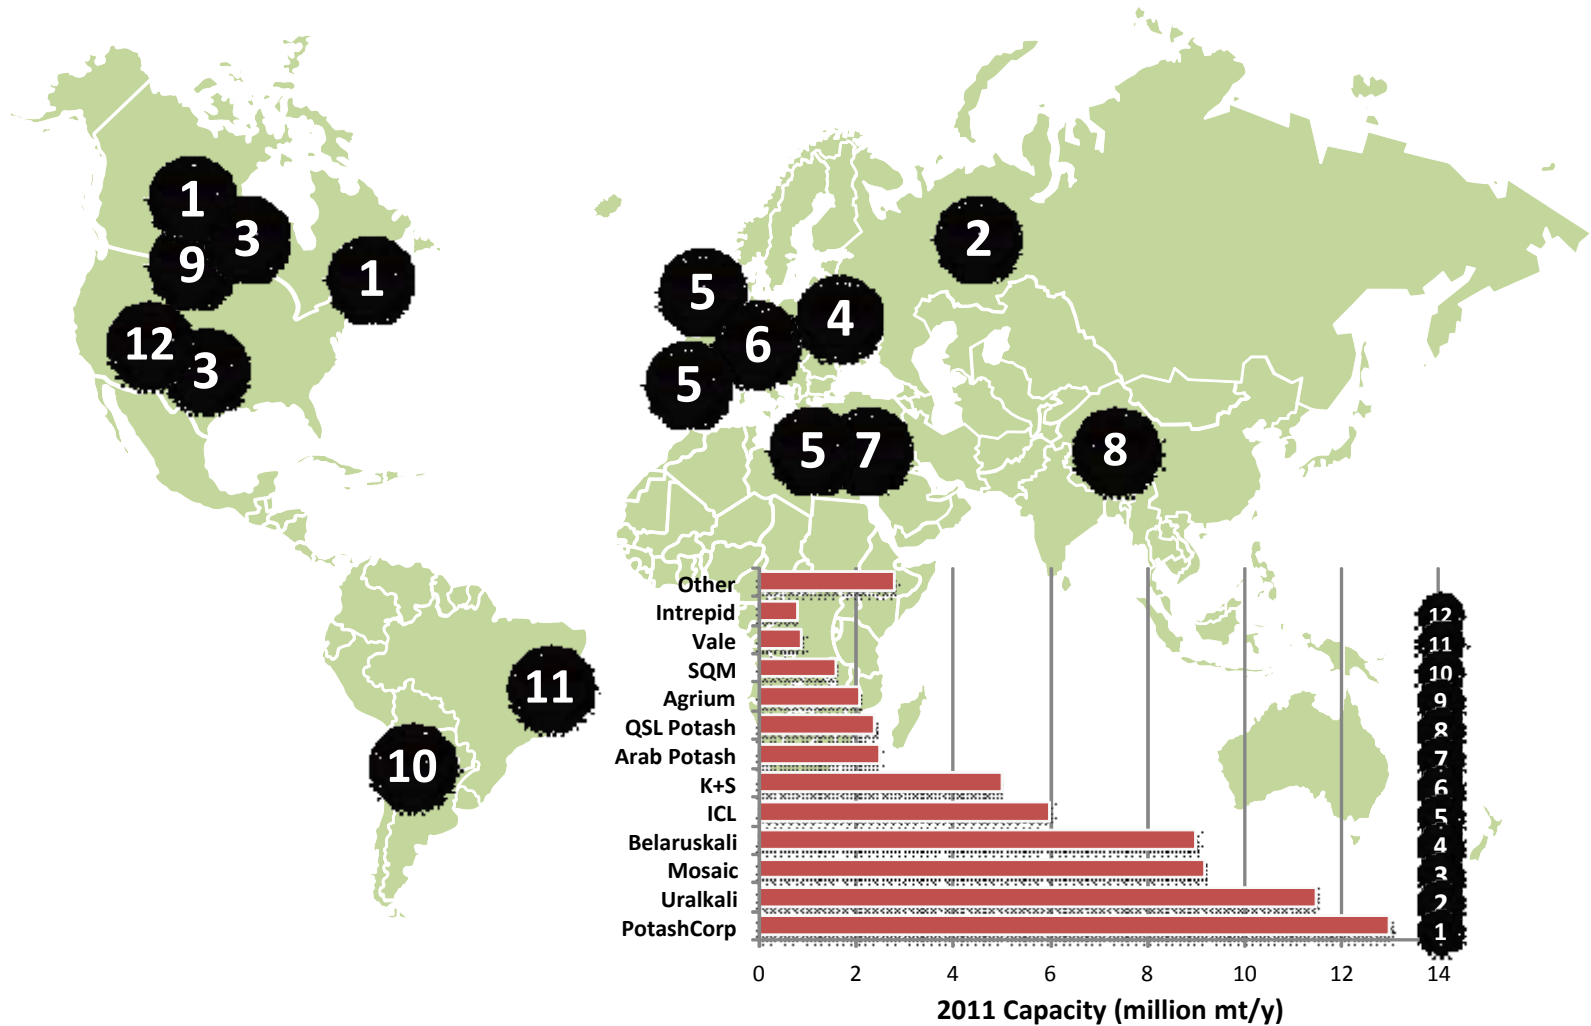 1
3
9
1
12
3
2
5
4
6
5
5
7
8
11
10
Other
12
Intrepid
11
Vale
10
SQM
9
Agrium
8
QSL Potash
7
Arab Potash
6
K+S
5
ICL
4
Belaruskali
3
Mosaic
2
Uralkali
1
PotashCorp
0 2 4 6 8 10 12 14
2011 Capacity (million mt/y)